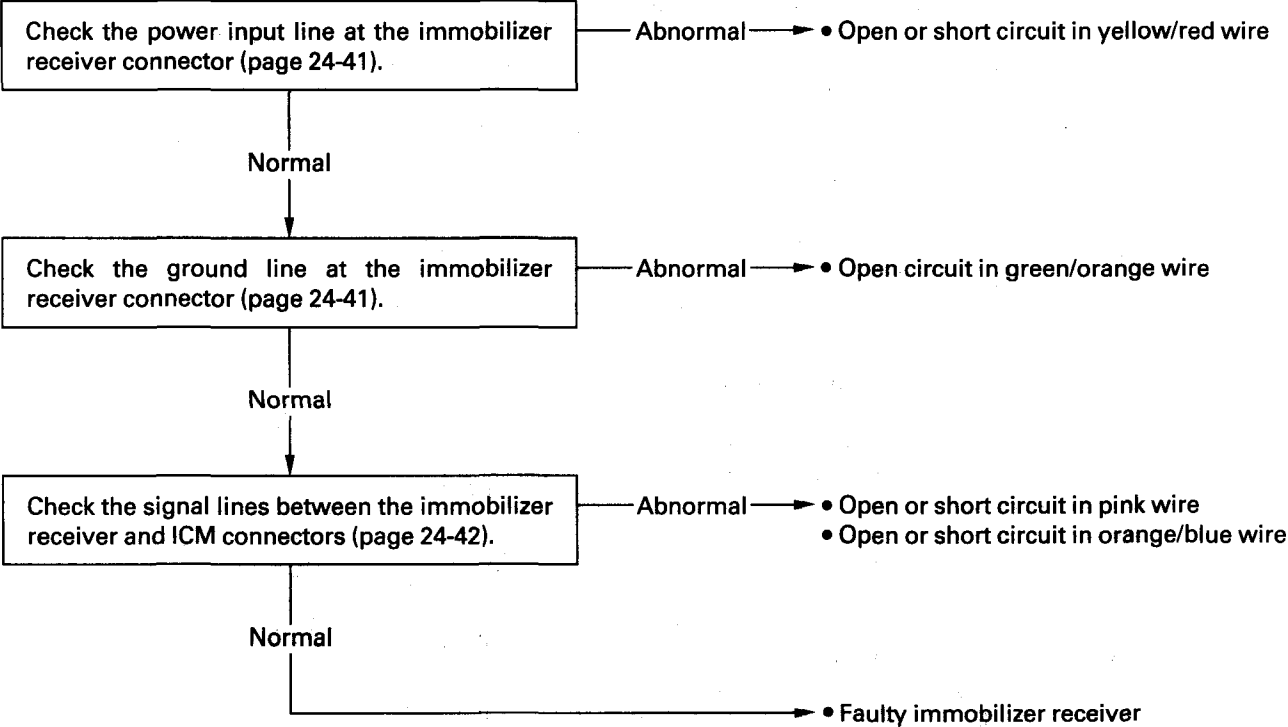 Check the power input line at the immobilizer
receiver connector (page 24-41).
Abnormal
• Open or short circuit in yellow/red wire
Normal
Check the ground line at the immobilizer
receiver connector (page 24-41).
Abnormal
• Open circuit in green/orange wire
Normal
Check the signal lines between the immobilizer
receiver and ICM connectors (page 24-42).
Abnormal
• Open or short circuit in pink wire
• Open or short circuit in orange/blue wire
Normal
• Faulty immobilizer receiver